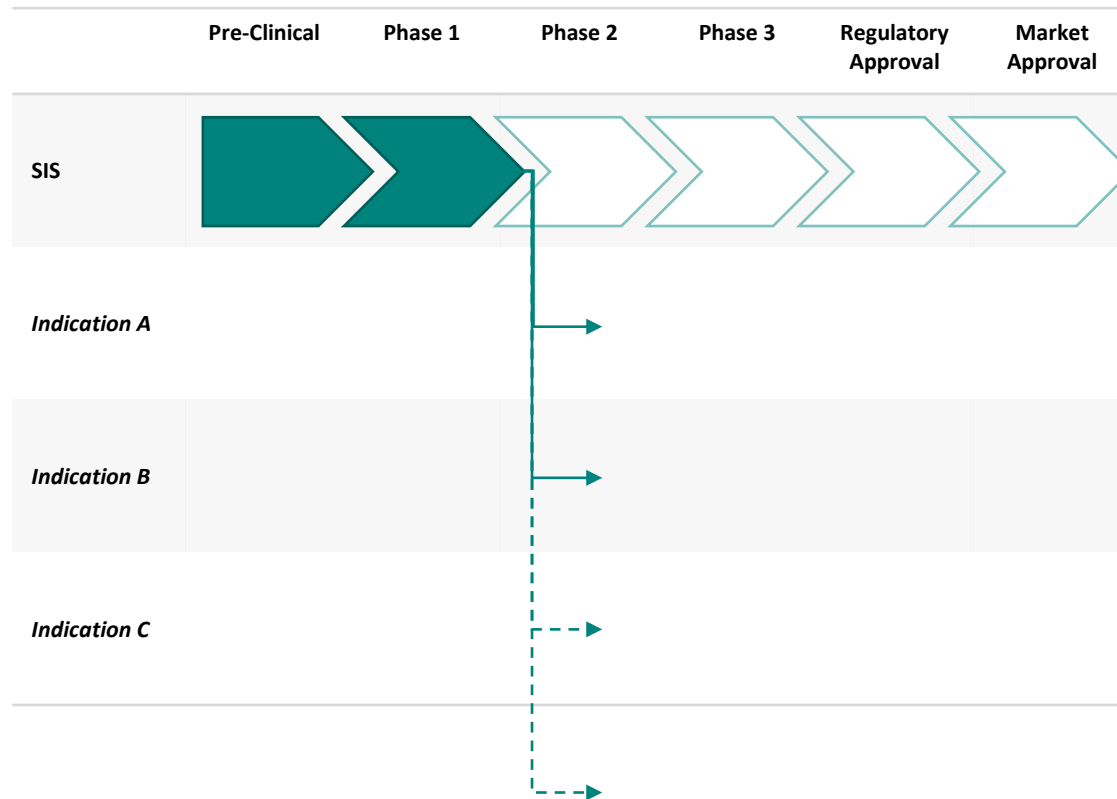 Pre-Clinical Phase 1 Phase 2 Phase 3 Regulatory Approval Market Approval
SIS
Indication A
Indication B
Indication C